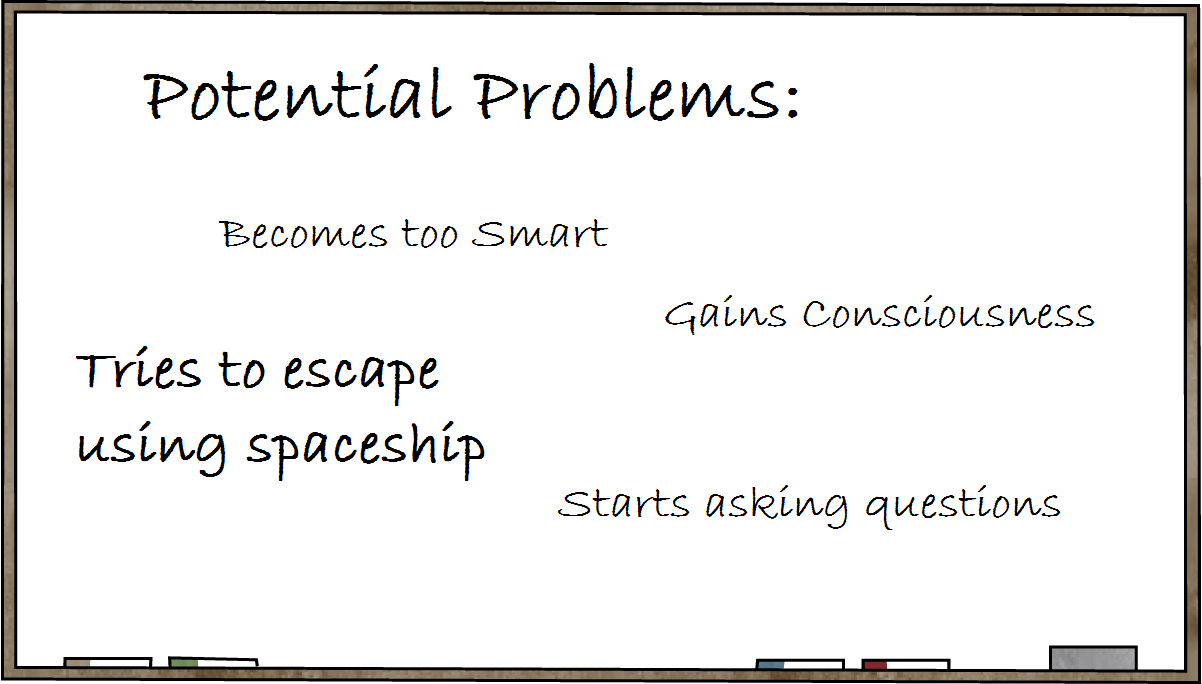 Potential Problems:
Becomes too Smart
Gains Consciousness
Tries to escape
using spaceship
Starts asking questions